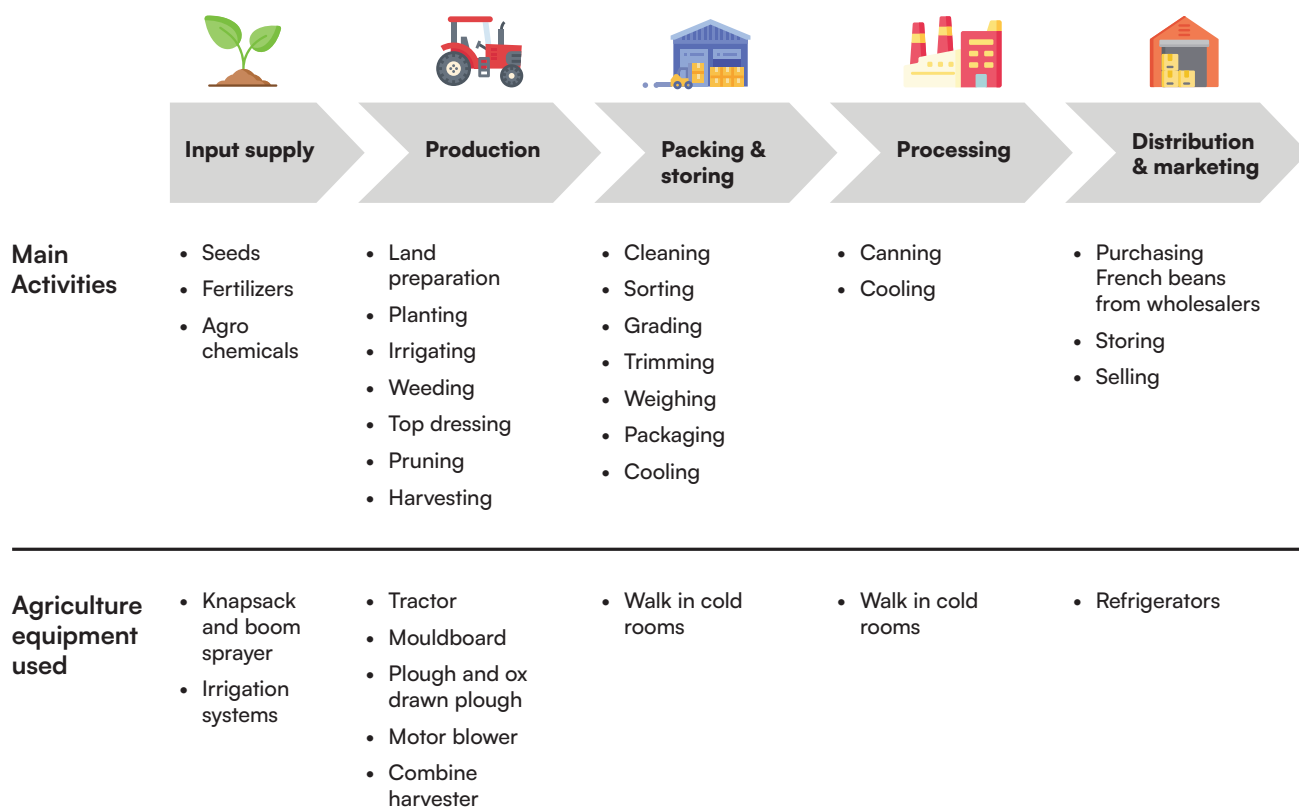 Input supply
Production
Packing &
storing
Processing
Distribution
& marketing
Main
Activities
• Seeds
• Fertilizers
• Agro
chemicals
• Land
preparation
• Planting
• Irrigating
• Weeding
• Top dressing
• Pruning
• Harvesting
• Cleaning
• Sorting
• Grading
• Trimming
• Weighing
• Packaging
• Cooling
• Canning
• Cooling
• Purchasing
French beans
from wholesalers
• Storing
• Selling
Agriculture
equipment
used
• Knapsack
and boom
sprayer
• Irrigation
systems
• Tractor
• Mouldboard
• Plough and ox
drawn plough
• Motor blower
• Combine
harvester
• Walk in cold
rooms
• Walk in cold
rooms
• Refrigerators